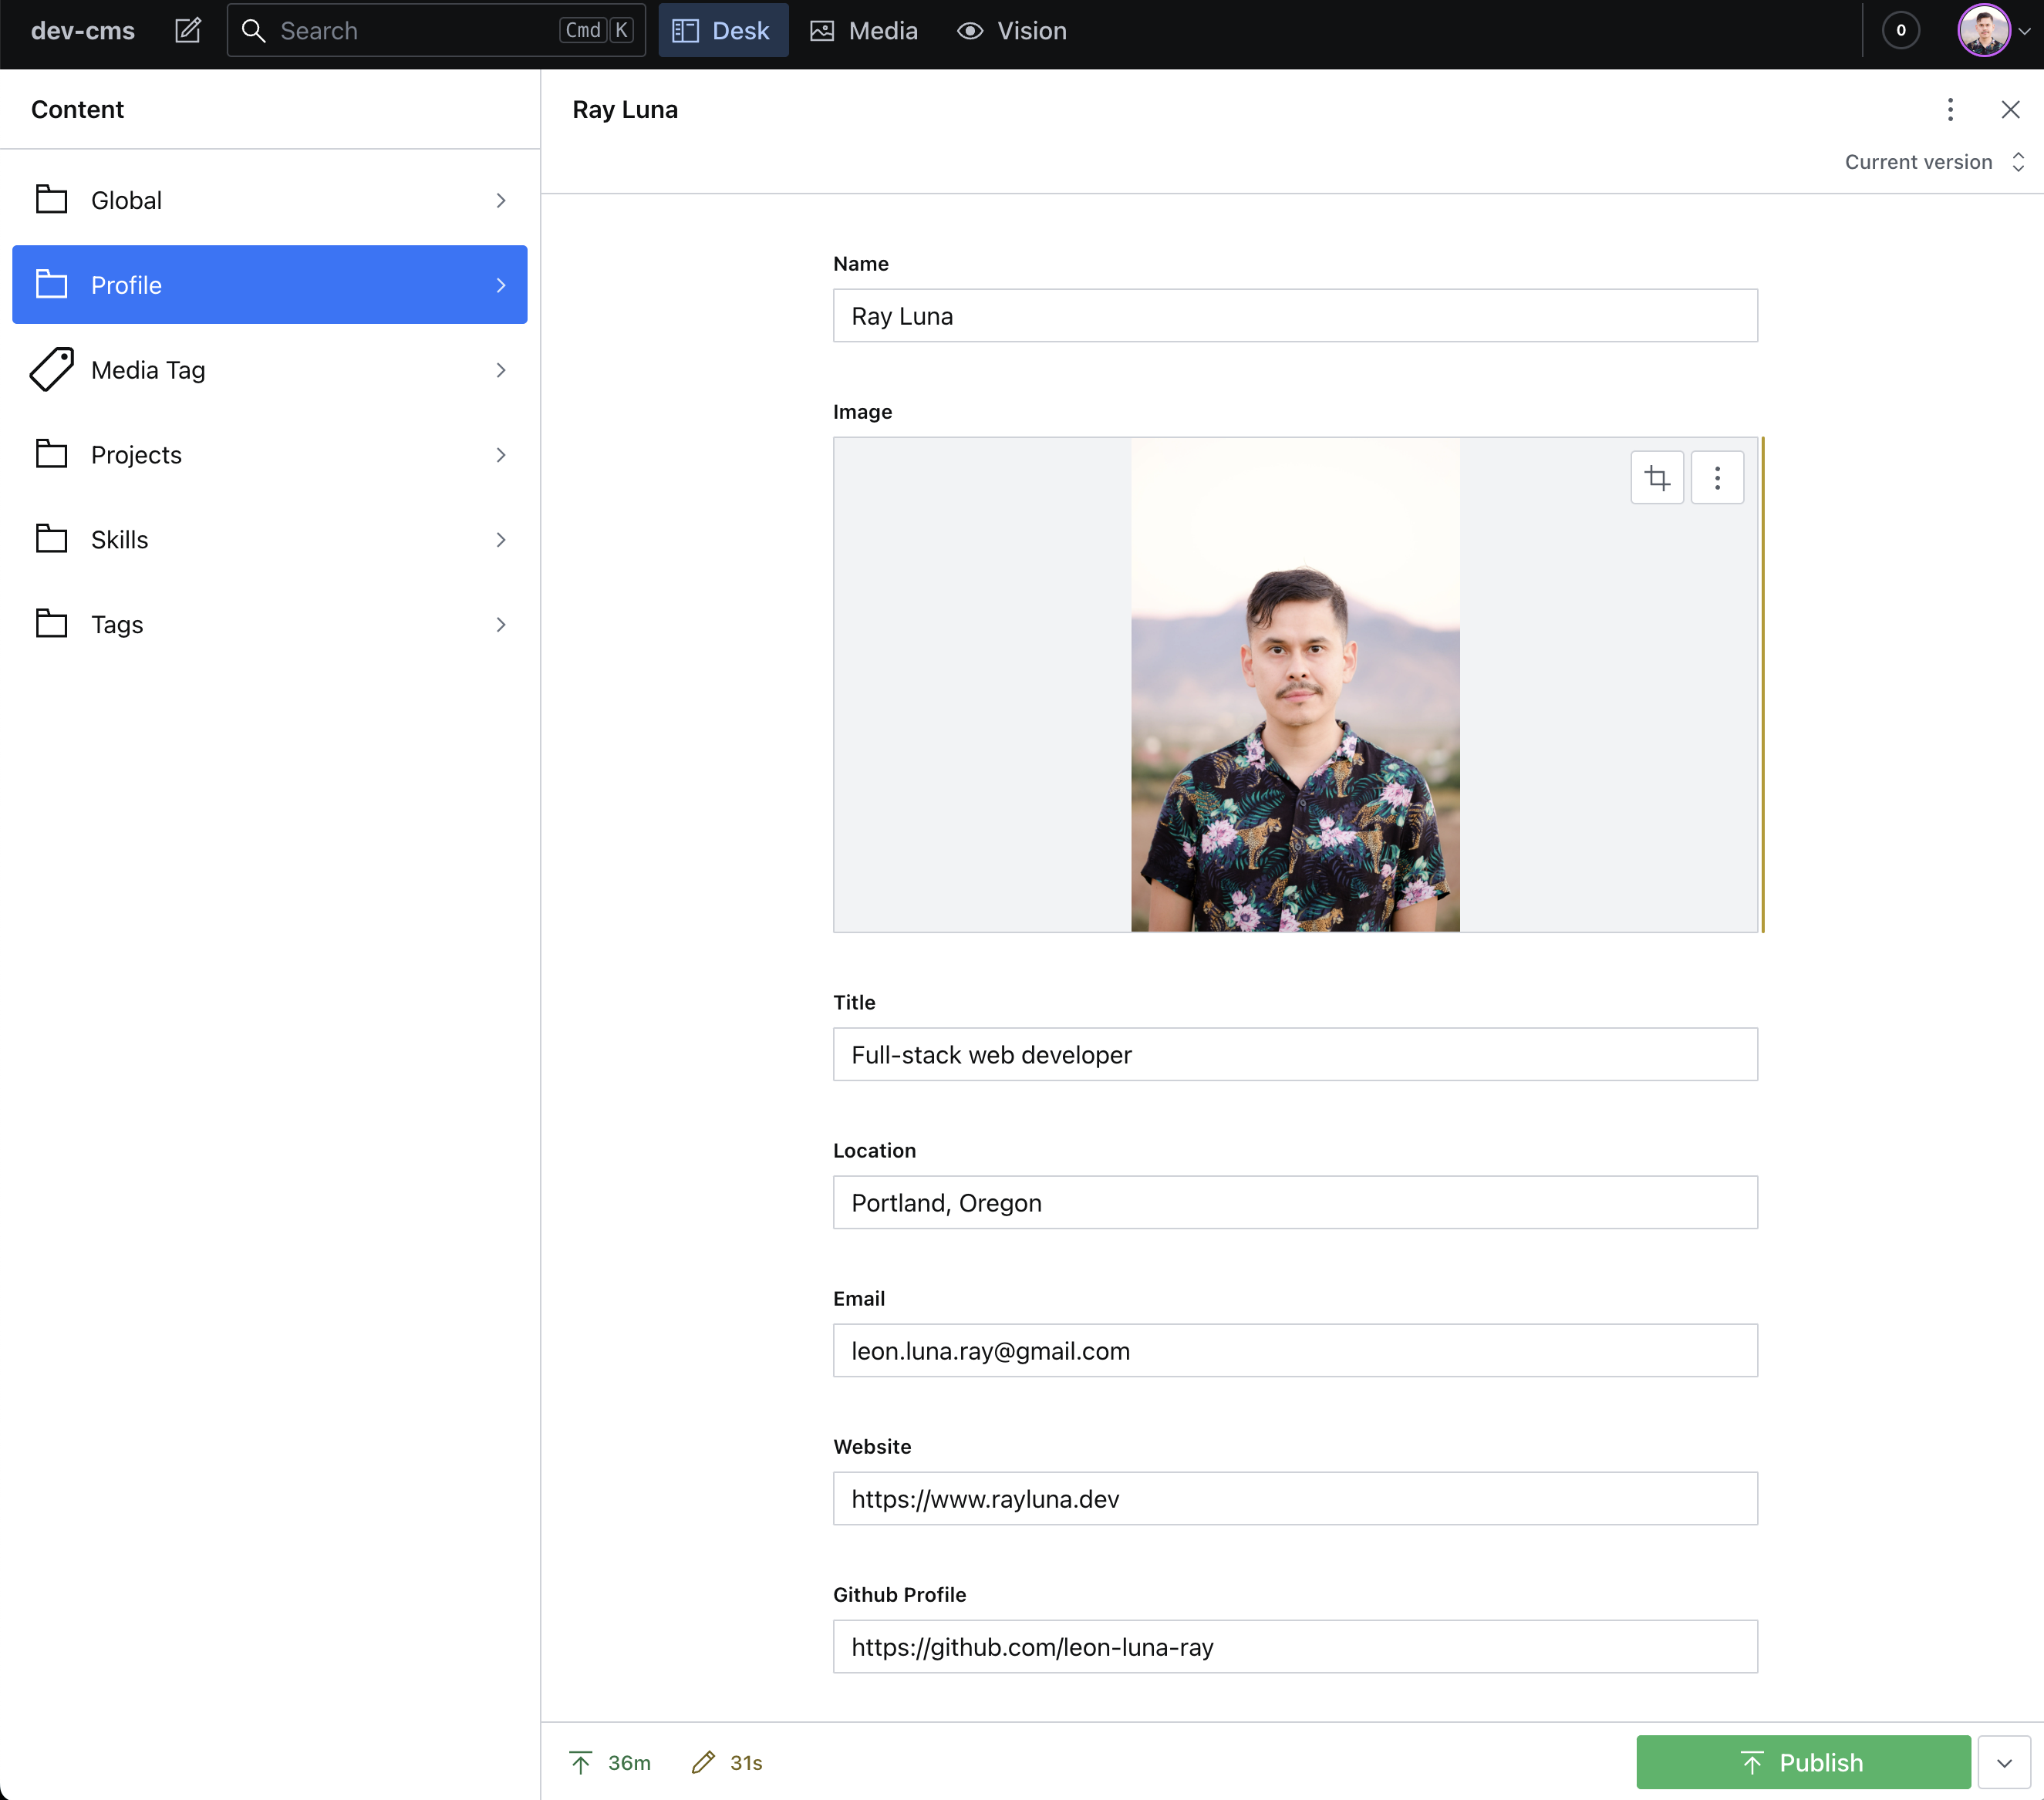 dev-cms Search Cmd K Desk Media Vision 0
Content
Global
Profile
Media Tag
Projects
Skills
Tags
Ray Luna
Current version
Name
Ray Luna
Image
Title
Full-stack web developer
Location
Portland, Oregon
Email
leon.luna.ray@gmail.com
Website
https://www.rayluna.dev
Github Profile
https://github.com/leon-luna-ray
36m 31s Publish